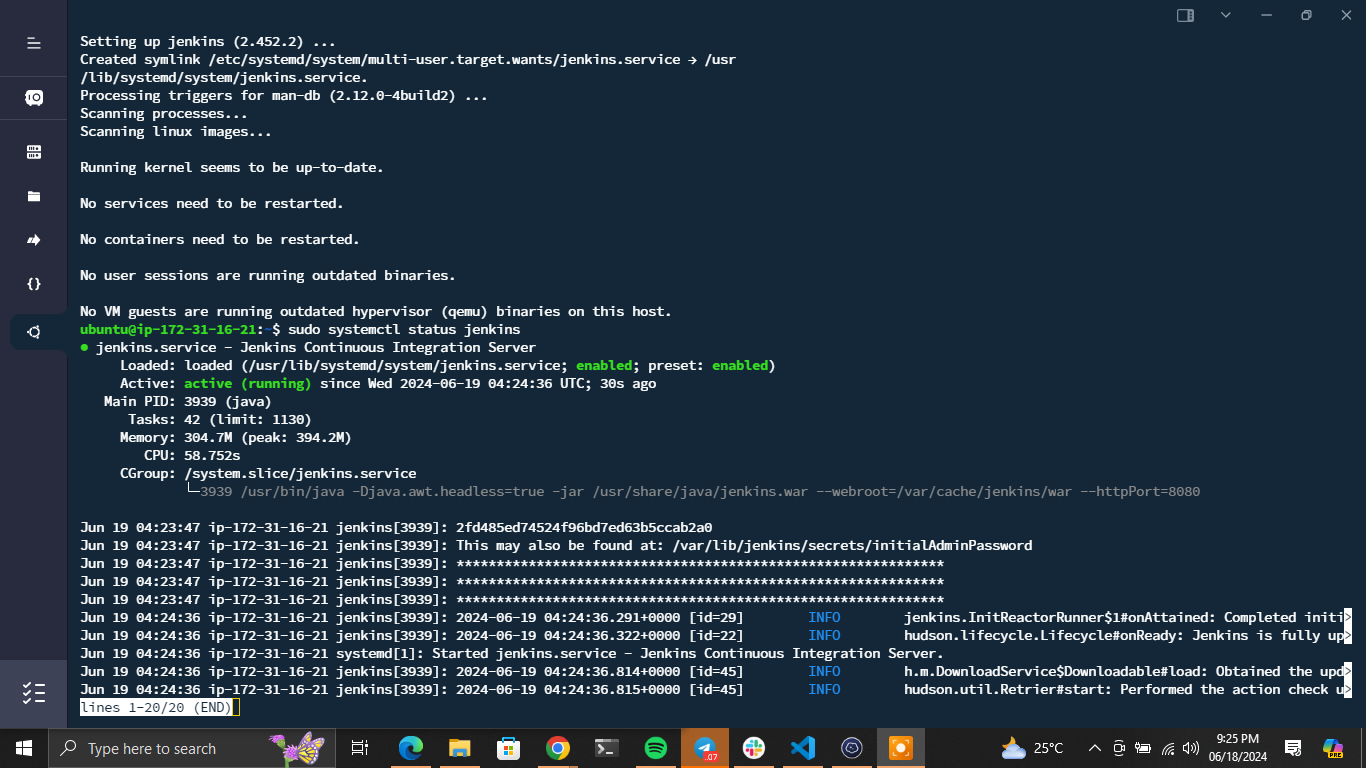 Setting up jenkins (2.452.2) ...
Created symlink /etc/systemd/system/multi-user.target.wants/jenkins.service → /usr
/lib/systemd/system/jenkins.service.
Processing triggers for man-db (2.12.0-4build2) ...
Scanning processes...
Scanning linux images...
Running kernel seems to be up-to-date.
No services need to be restarted.
No containers need to be restarted.
No user sessions are running outdated binaries.
No VM guests are running outdated hypervisor (qemu) binaries on this host.
ubuntu@ip-172-31-16-21:~$ sudo systemctl status jenkins
● jenkins.service - Jenkins Continuous Integration Server
Loaded: loaded (/usr/lib/systemd/system/jenkins.service; enabled; preset: enabled)
Active: active (running) since Wed 2024-06-19 04:24:36 UTC; 30s ago
Main PID: 3939 (java)
Tasks: 42 (limit: 1130)
Memory: 304.7M (peak: 394.2M)
CPU: 58.752s
CGroup: /system.slice/jenkins.service
└─3939 /usr/bin/java -Djava.awt.headless=true -jar /usr/share/java/jenkins.war --webroot=/var/cache/jenkins/war --httpPort=8080
Jun 19 04:23:47 ip-172-31-16-21 jenkins[3939]: 2fd485ed74524f96bd7ed63b5ccab2a0
Jun 19 04:23:47 ip-172-31-16-21 jenkins[3939]: This may also be found at: /var/lib/jenkins/secrets/initialAdminPassword
Jun 19 04:23:47 ip-172-31-16-21 jenkins[3939]: *************************************************************
Jun 19 04:23:47 ip-172-31-16-21 jenkins[3939]: *************************************************************
Jun 19 04:23:47 ip-172-31-16-21 jenkins[3939]: *************************************************************
Jun 19 04:24:36 ip-172-31-16-21 jenkins[3939]: 2024-06-19 04:24:36.291+0000 [id=29] INFO jenkins.InitReactorRunner$1#onAttained: Completed initi>
Jun 19 04:24:36 ip-172-31-16-21 jenkins[3939]: 2024-06-19 04:24:36.322+0000 [id=22] INFO hudson.lifecycle.Lifecycle#onReady: Jenkins is fully up>
Jun 19 04:24:36 ip-172-31-16-21 systemd[1]: Started jenkins.service - Jenkins Continuous Integration Server.
Jun 19 04:24:36 ip-172-31-16-21 jenkins[3939]: 2024-06-19 04:24:36.814+0000 [id=45] INFO h.m.DownloadService$Downloadable#load: Obtained the upd>
Jun 19 04:24:36 ip-172-31-16-21 jenkins[3939]: 2024-06-19 04:24:36.815+0000 [id=45] INFO hudson.util.Retrier#start: Performed the action check u>
lines 1-20/20 (END)
Type here to search
.07
25°C
9:25 PM
06/18/2024
PRE